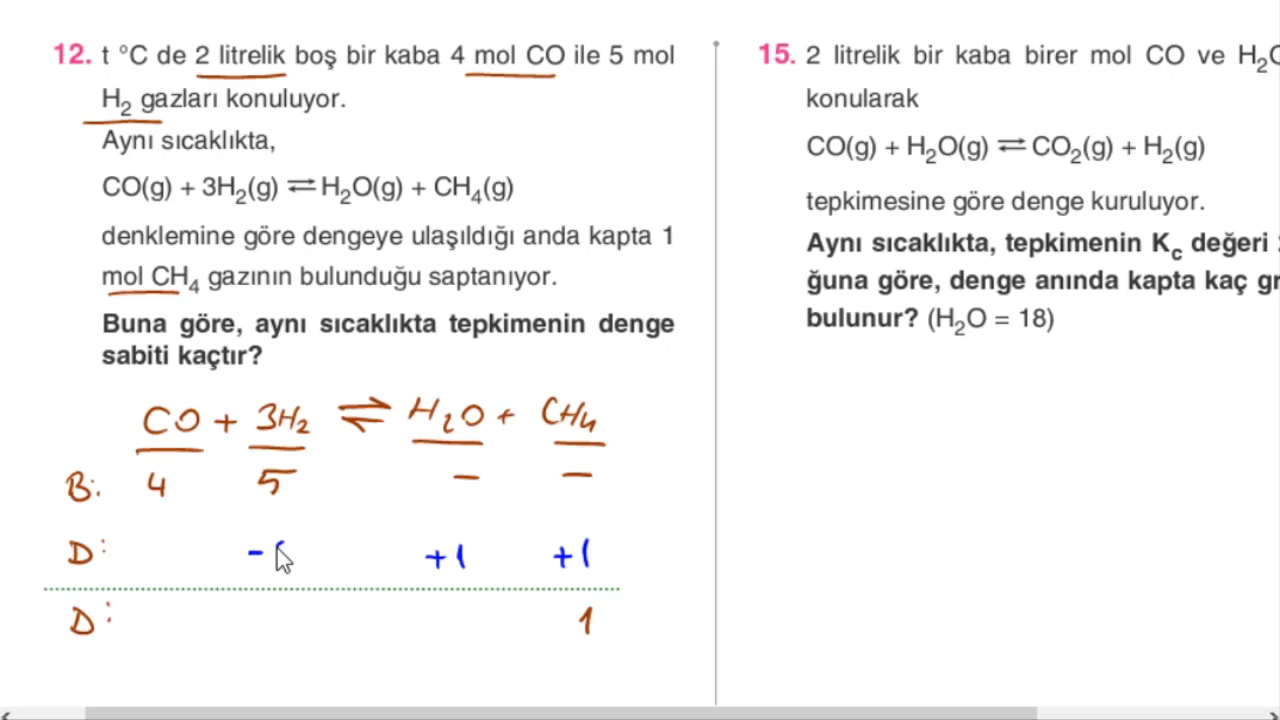 12. t °C de 2 litrelik boş bir kaba 4 mol CO ile 5 mol
H₂ gazları konuluyor.
Aynı sıcaklıkta,
CO(g) + 3H₂(g) ⇌ H₂O(g) + CH₄(g)
denklemine göre dengeye ulaşıldığı anda kapta 1
mol CH₄ gazının bulunduğu saptanıyor.
Buna göre, aynı sıcaklıkta tepkimenin denge
sabiti kaçtır?
CO + 3H₂ ⇌ H₂O + CH₄
B: 4 5 - -
D: - +1 +1
D: 1
15. 2 litrelik bir kaba birer mol CO ve H₂O
konularak
CO(g) + H₂O(g) ⇌ CO₂(g) + H₂(g)
tepkimesine göre denge kuruluyor.
Aynı sıcaklıkta, tepkimenin K_c değeri
ğuna göre, denge anında kapta kaç gr
bulunur? (H₂O = 18)